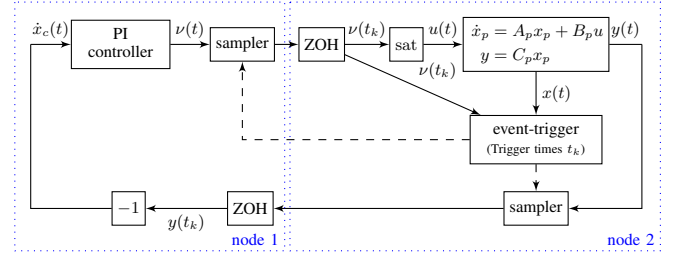 ẋ_c(t)
PI
controller
ν(t)
sampler
ZOH
ν(t_k)
sat
u(t)
ẋ_p = A_p x_p + B_p u
y = C_p x_p
y(t)
ν(t_k)
x(t)
event-trigger
(Trigger times t_k)
−1
y(t_k)
ZOH
sampler
node 1
node 2